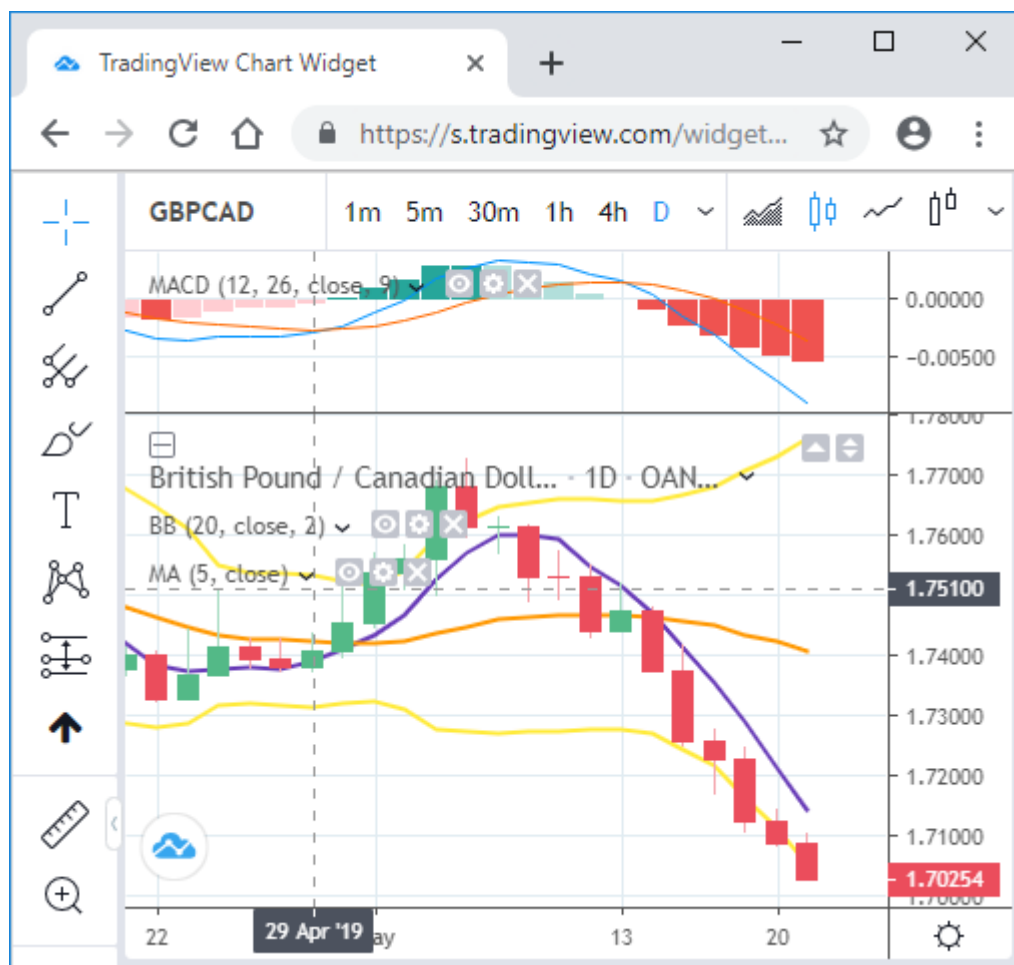 TradingView Chart Widget
https://s.tradingview.com/widget...
GBPCAD 1m 5m 30m 1h 4h D
MACD (12, 26, close, 9)
0.00000
−0.00500
1.78000
British Pound / Canadian Doll... · 1D · OAN...
1.77000
BB (20, close, 2)
1.76000
MA (5, close)
1.75100
1.74000
1.73000
1.72000
1.71000
1.70254
1.70000
22 29 Apr '19 ay 13 20